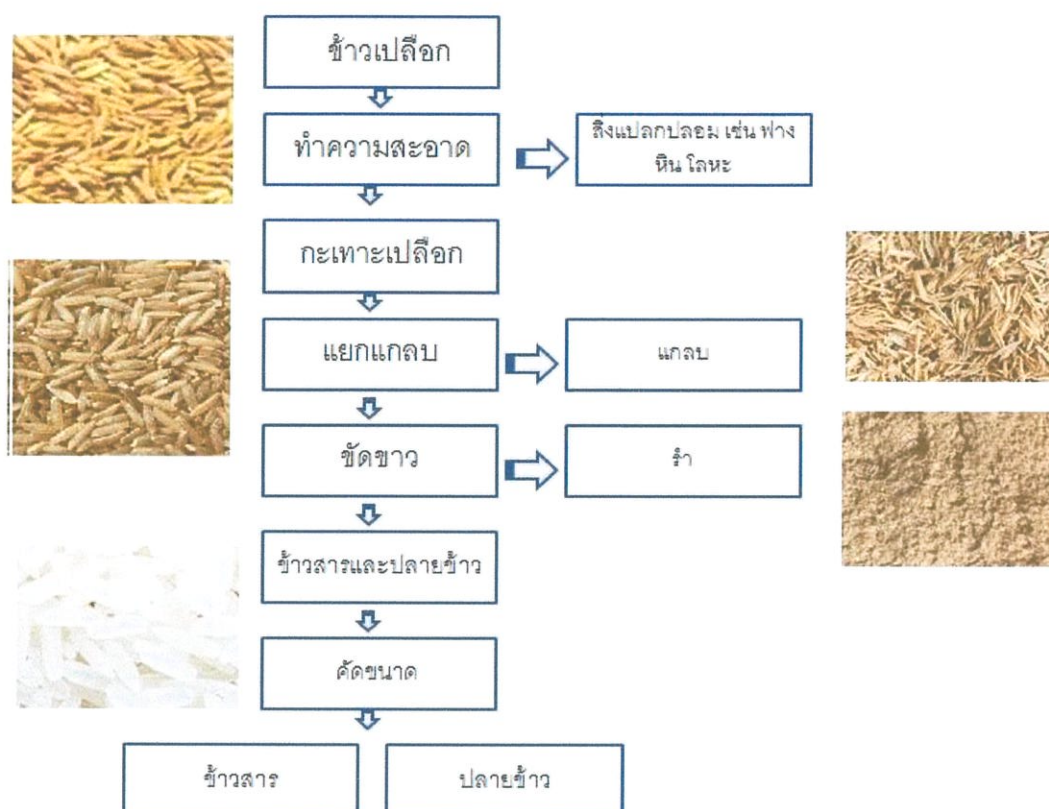 ข้าวเปลือก
ทำความสะอาด
สิ่งแปลกปลอม เช่น ฟาง
หิน โลหะ
กะเทาะเปลือก
แยกแกลบ
แกลบ
ขัดขาว
รำ
ข้าวสารและปลายข้าว
คัดขนาด
ข้าวสาร
ปลายข้าว